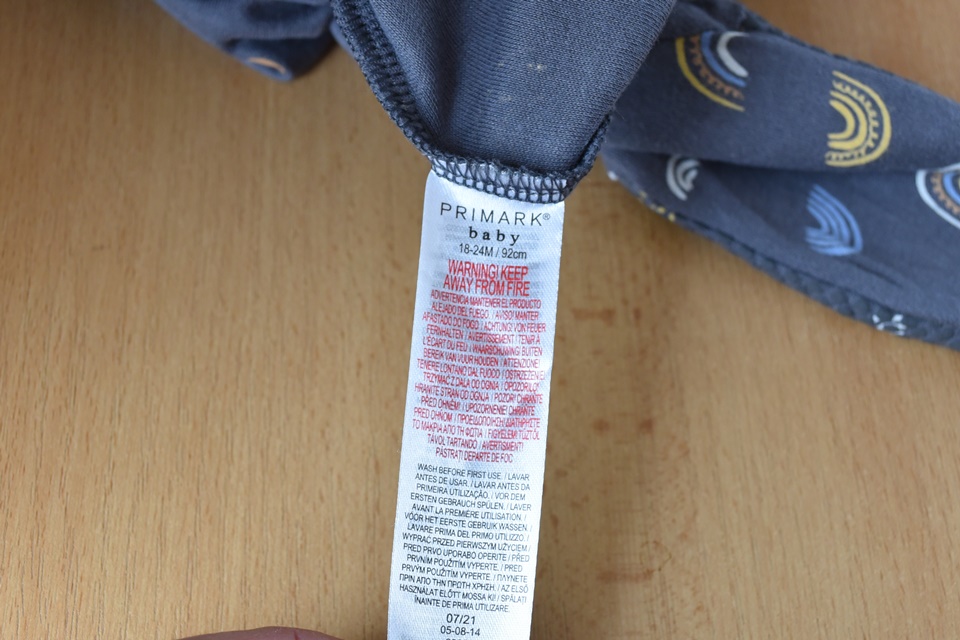 PRIMARK®
baby
18-24M / 92cm
WARNING! KEEP
AWAY FROM FIRE
ADVERTENCIA MANTENER EL PRODUCTO
ALEJADO DEL FUEGO. / AVISO! MANTER
AFASTADO DO FOGO / ACHTUNG! VON FEUER
FERNHALTEN / AVERTISSEMENT! / TENIR À
L'ÉCART DU FEU / WAARSCHUWING! BUITEN
BEREIK VAN VUUR HOUDEN / ATTENZIONE!
TENERE LONTANO DAL FUOCO / OSTRZEŻENIE!
TRZYMAĆ Z DALA OD OGNIA / OPOZORILO!
HRANITE STRAN OD OGNJA / POZOR! CHRAŇTE
PŘED OHNĚM! / UPOZORNENIE! CHRÁŇTE
PRED OHŇOM / ΠΡΟΕΙΔΟΠΟΙΗΣΗ! ΔΙΑΤΗΡΗΣΤΕ
ΤΟ ΜΑΚΡΙΑ ΑΠΟ ΤΗ ΦΩΤΙΑ / FIGYELEM! TŰZTŐL
TÁVOL TARTANDÓ / AVERTISMENT!
PĂSTRAȚI DEPARTE DE FOC
WASH BEFORE FIRST USE. / LAVAR
ANTES DE USAR. / LAVAR ANTES DA
PRIMEIRA UTILIZAÇÃO. / VOR DEM
ERSTEN GEBRAUCH SPÜLEN. / LAVER
AVANT LA PREMIÈRE UTILISATION. /
VÓÓR HET EERSTE GEBRUIK WASSEN. /
LAVARE PRIMA DEL PRIMO UTILIZZO. /
WYPRAĆ PRZED PIERWSZYM UŻYCIEM /
PRED PRVO UPORABO OPERITE / PŘED
PRVNÍM POUŽITÍM VYPERTE. / PRED
PRVÝM POUŽITÍM VYPERTE. / ΠΛΥΝΕΤΕ
ΠΡΙΝ ΑΠΟ ΤΗΝ ΠΡΩΤΗ ΧΡΗΣΗ. / AZ ELSŐ
HASZNÁLAT ELŐTT MOSSA KI! / SPĂLAȚI
ÎNAINTE DE PRIMA UTILIZARE.
07/21
05-08-14